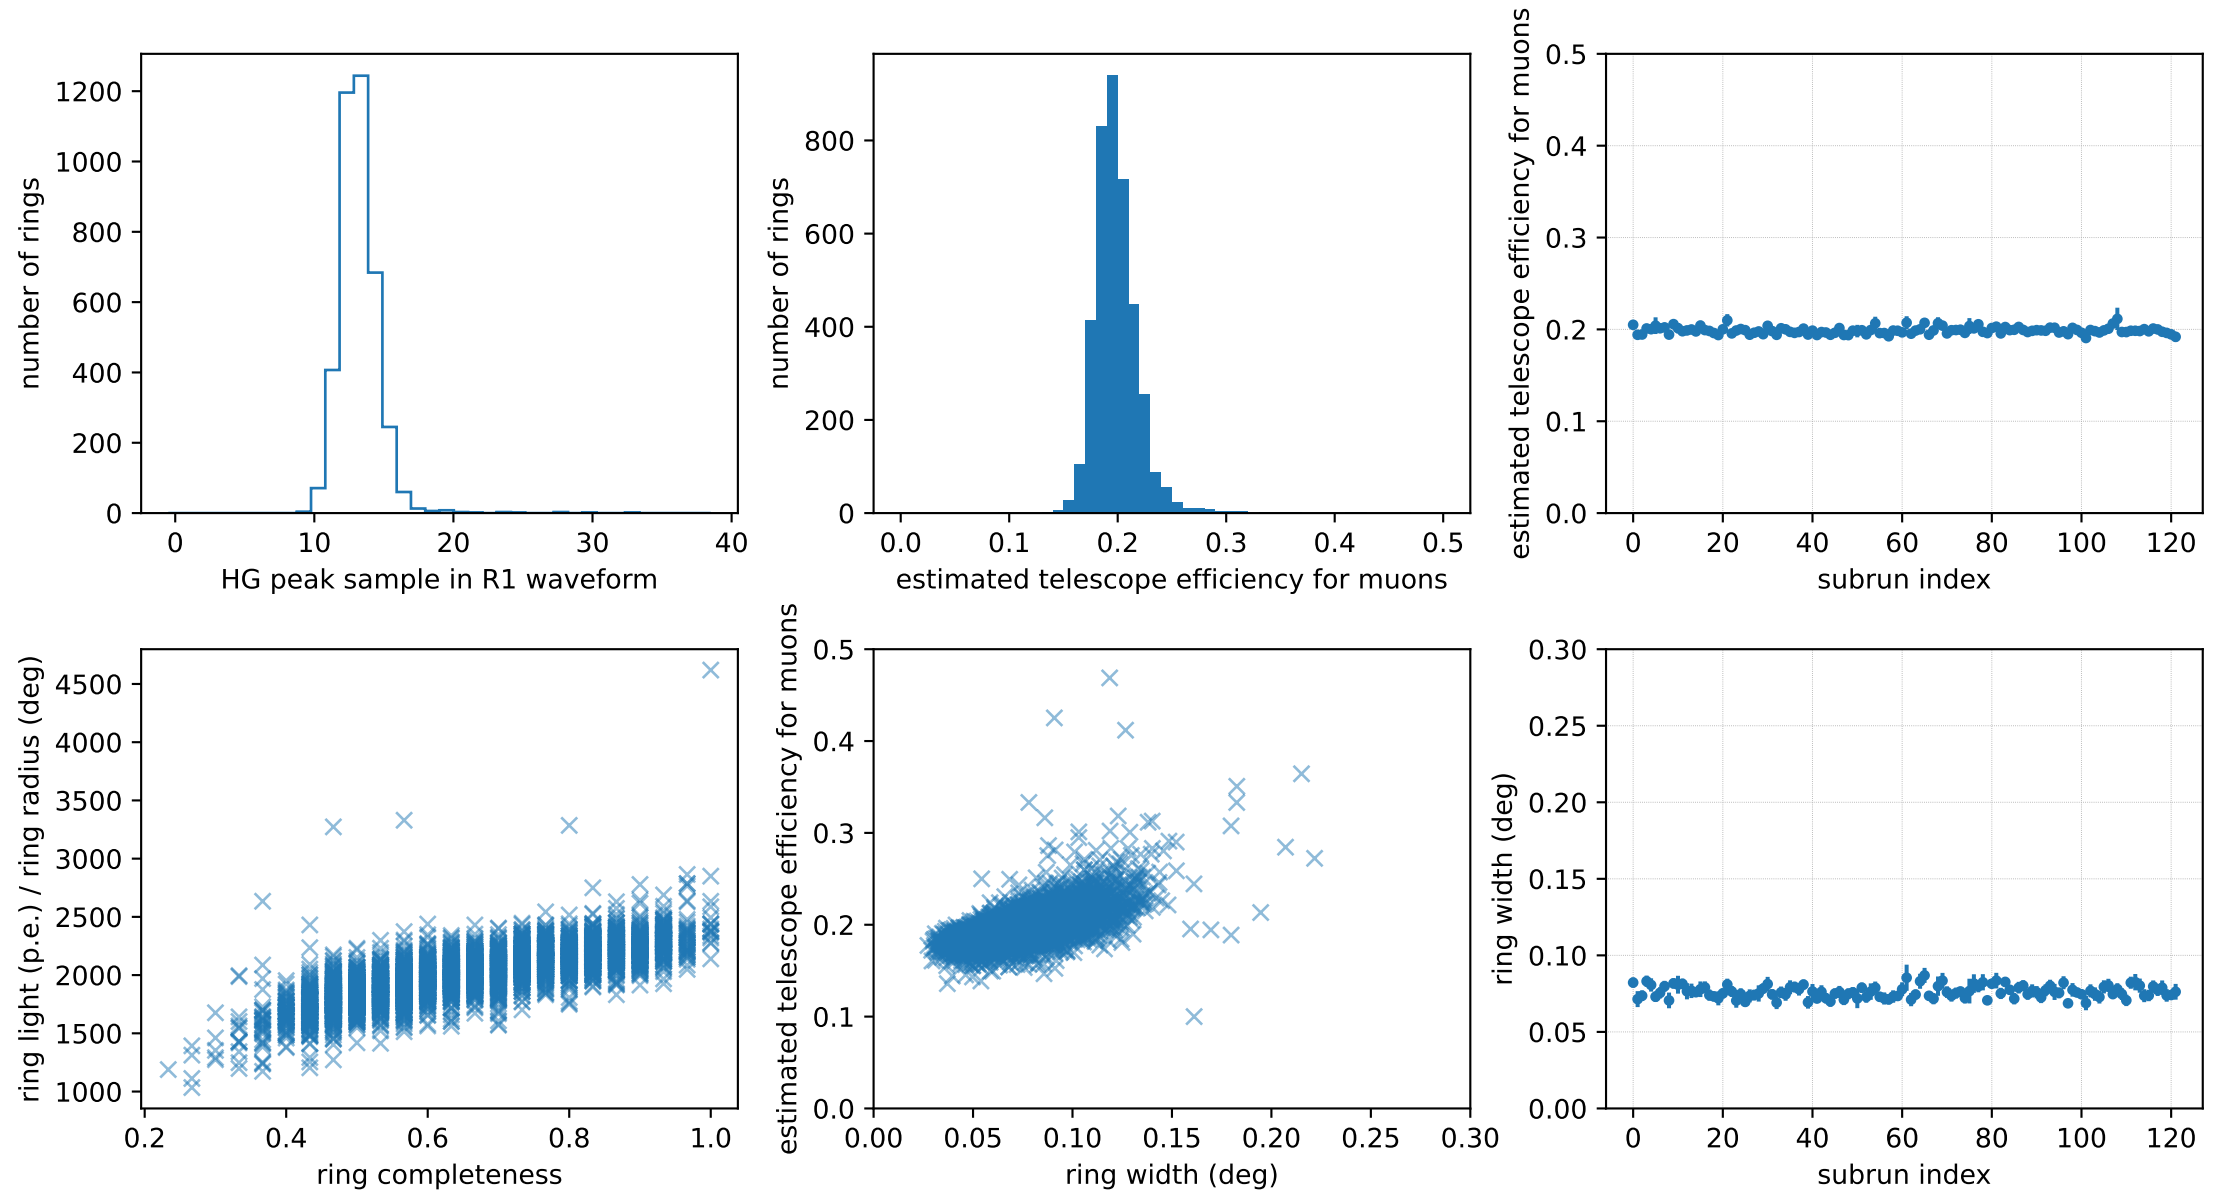 number of rings
1200
1000
800
600
400
200
0
0 10 20 30 40
HG peak sample in R1 waveform
number of rings
800
600
400
200
0
0.0 0.1 0.2 0.3 0.4 0.5
estimated telescope efficiency for muons
estimated telescope efficiency for muons
0.5
0.4
0.3
0.2
0.1
0.0
0 20 40 60 80 100 120
subrun index
ring light (p.e.) / ring radius (deg)
4500
4000
3500
3000
2500
2000
1500
1000
0.2 0.4 0.6 0.8 1.0
ring completeness
estimated telescope efficiency for muons
0.5
0.4
0.3
0.2
0.1
0.0
0.00 0.05 0.10 0.15 0.20 0.25 0.30
ring width (deg)
ring width (deg)
0.30
0.25
0.20
0.15
0.10
0.05
0.00
0 20 40 60 80 100 120
subrun index